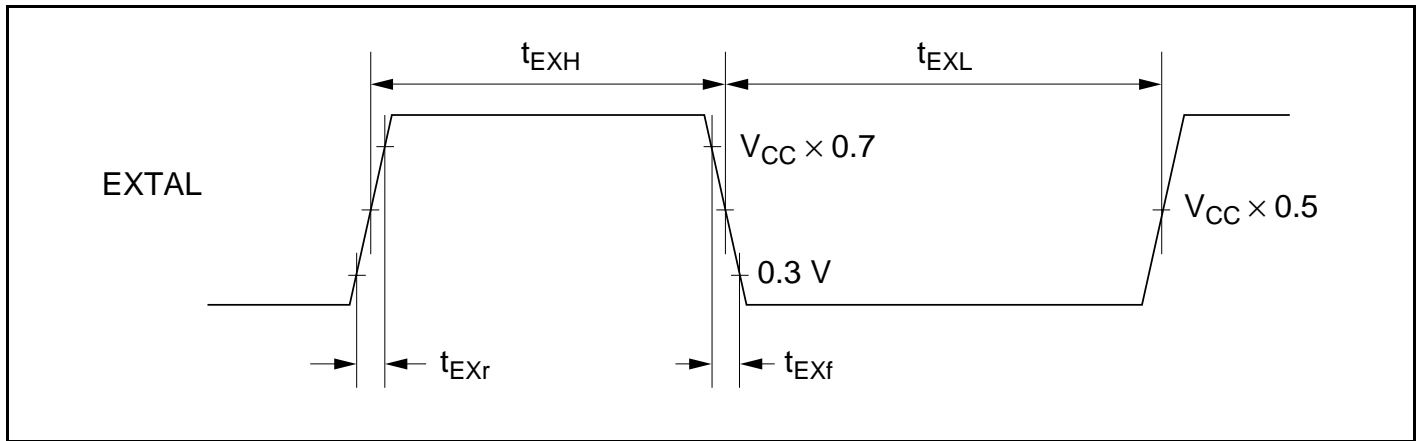 tEXH
tEXL
VCC × 0.7
EXTAL
VCC × 0.5
0.3 V
tEXr
tEXf